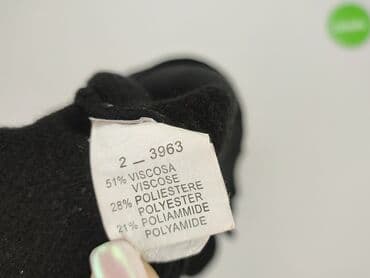 2 _ 3963
51% VISCOSA
VISCOSE
28% POLIESTERE
POLYESTER
21% POLIAMMIDE
POLYAMIDE